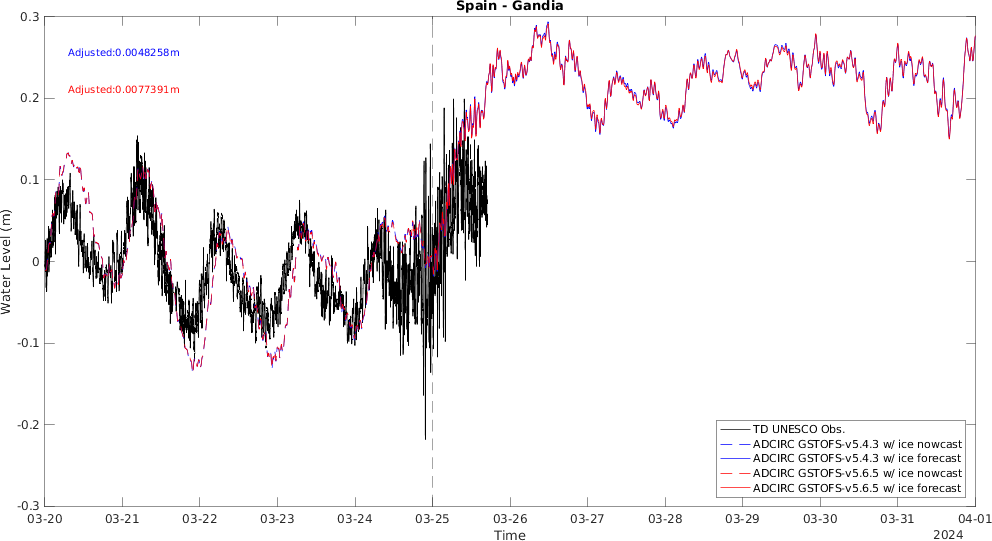 Spain - Gandia
Adjusted:0.0048258m
Adjusted:0.0077391m
Water Level (m)
0.3
0.2
0.1
0
-0.1
-0.2
-0.3
TD UNESCO Obs.
ADCIRC GSTOFS-v5.4.3 w/ ice nowcast
ADCIRC GSTOFS-v5.4.3 w/ ice forecast
ADCIRC GSTOFS-v5.6.5 w/ ice nowcast
ADCIRC GSTOFS-v5.6.5 w/ ice forecast
03-20 03-21 03-22 03-23 03-24 03-25 03-26 03-27 03-28 03-29 03-30 03-31 04-01
Time
2024